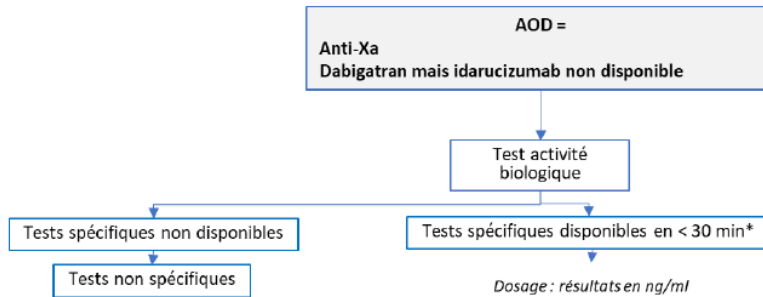 AOD =
Anti-Xa
Dabigatran mais idarucizumab non disponible
Test activité
biologique
Tests spécifiques non disponibles
Tests spécifiques disponibles en < 30 min*
Tests non spécifiques
Dosage : résultats en ng/ml